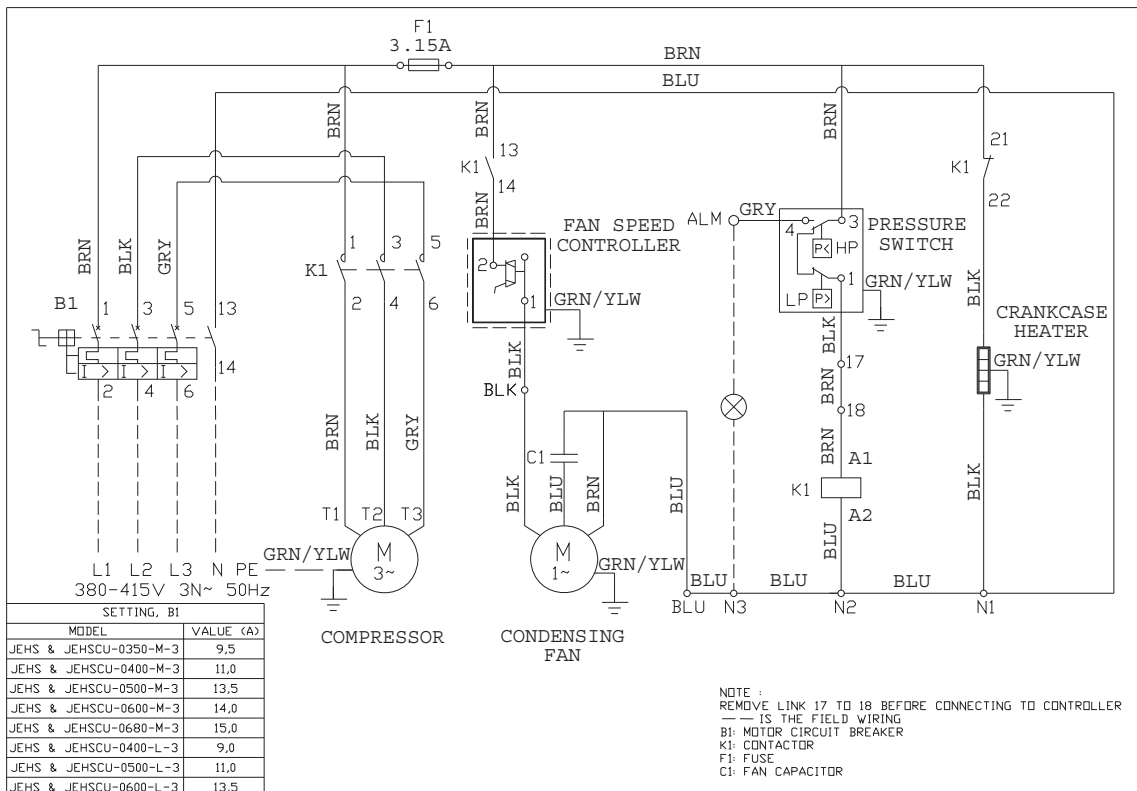 F1
3.15A
BRN
BLU
BRN
BRN
BRN
BRN
13
K1
14
BRN
21
K1
22
ALM
GRY
4
3
P<
HP
LP
P>
1
PRESSURE
SWITCH
GRN/YLW
FAN SPEED
CONTROLLER
2
1
GRN/YLW
BRN
BLK
GRY
B1
1
3
5
13
I >
I >
I >
14
2
4
6
K1
1
3
5
2
4
6
BLK
BLK
BLK
17
BRN
18
BRN
A1
K1
A2
BLU
BLK
CRANKCASE
HEATER
GRN/YLW
BLK
BRN
BLK
GRY
C1
BLK
BLU
BRN
BLU
T1
T2
T3
M
3~
M
1~
GRN/YLW
GRN/YLW
L1 L2 L3 N PE
380-415V 3N~ 50Hz
COMPRESSOR
CONDENSING
FAN
BLU
BLU
BLU
BLU
N3
N2
N1
SETTING, B1
MODEL VALUE (A)
JEHS & JEHSCU-0350-M-3 9,5
JEHS & JEHSCU-0400-M-3 11,0
JEHS & JEHSCU-0500-M-3 13,5
JEHS & JEHSCU-0600-M-3 14,0
JEHS & JEHSCU-0680-M-3 15,0
JEHS & JEHSCU-0400-L-3 9,0
JEHS & JEHSCU-0500-L-3 11,0
JEHS & JEHSCU-0600-L-3 13,5
NOTE :
REMOVE LINK 17 TO 18 BEFORE CONNECTING TO CONTROLLER
IS THE FIELD WIRING
B1: MOTOR CIRCUIT BREAKER
K1: CONTACTOR
F1: FUSE
C1: FAN CAPACITOR